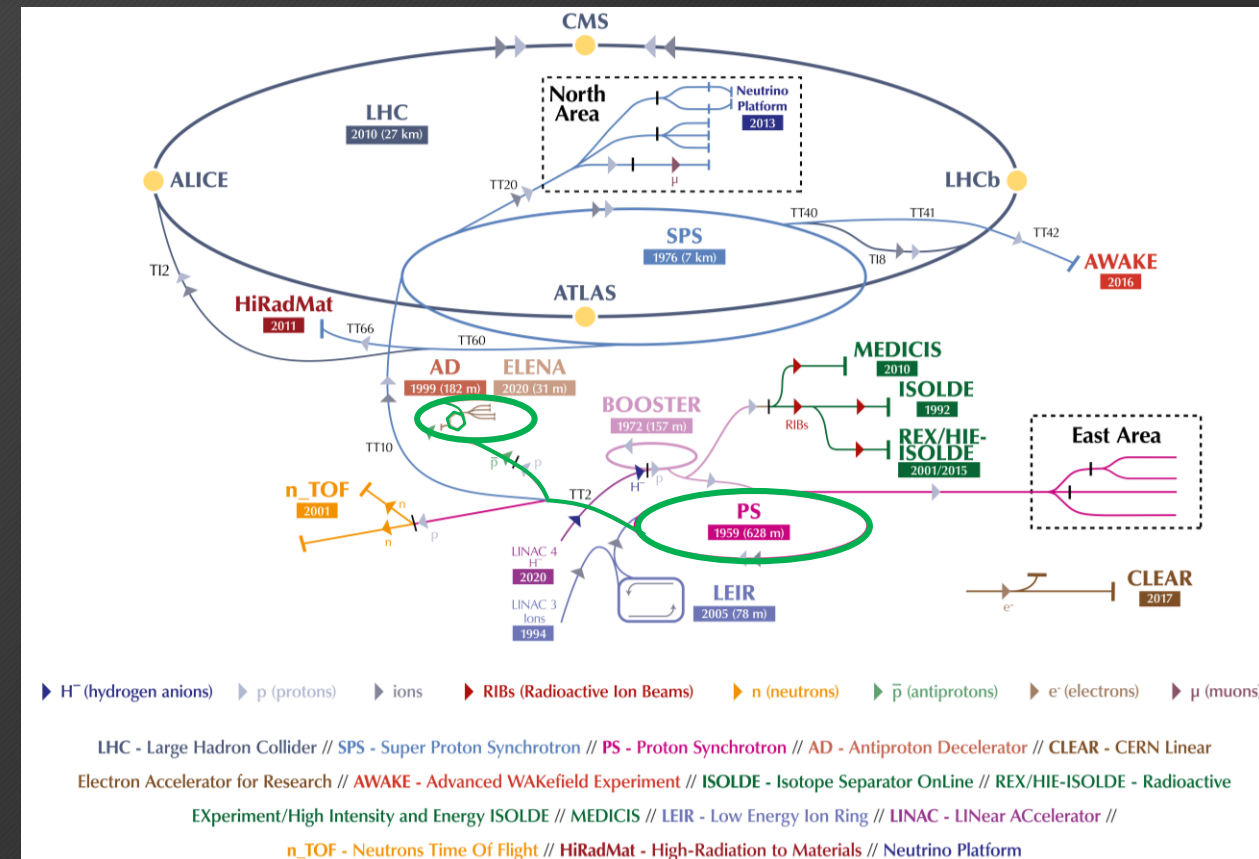 CMS
North
Area
Neutrino
Platform
2013
LHC
2010 (27 km)
ALICE
LHCb
μ
TT20
TT40
TT41
TT42
SPS
1976 (7 km)
TI8
AWAKE
2016
TI2
ATLAS
HiRadMat
2011
TT66
TT60
MEDICIS
2010
AD
1999 (182 m)
ELENA
2020 (31 m)
ISOLDE
1992
BOOSTER
1972 (157 m)
RIBs
REX/HIE-
ISOLDE
2001/2015
East Area
TT10
p̅
p
H⁻
p
n_TOF
2001
n
n
p
TT2
PS
1959 (628 m)
LINAC 4
H⁻
2020
LINAC 3
Ions
1994
LEIR
2005 (78 m)
CLEAR
2017
e⁻
H⁻ (hydrogen anions) p (protons) ions RIBs (Radioactive Ion Beams) n (neutrons) p̅ (antiprotons) e⁻ (electrons) μ (muons)
LHC - Large Hadron Collider // SPS - Super Proton Synchrotron // PS - Proton Synchrotron // AD - Antiproton Decelerator // CLEAR - CERN Linear
Electron Accelerator for Research // AWAKE - Advanced WAKefield Experiment // ISOLDE - Isotope Separator OnLine // REX/HIE-ISOLDE - Radioactive
EXperiment/High Intensity and Energy ISOLDE // MEDICIS // LEIR - Low Energy Ion Ring // LINAC - LINear ACcelerator //
n_TOF - Neutrons Time Of Flight // HiRadMat - High-Radiation to Materials // Neutrino Platform